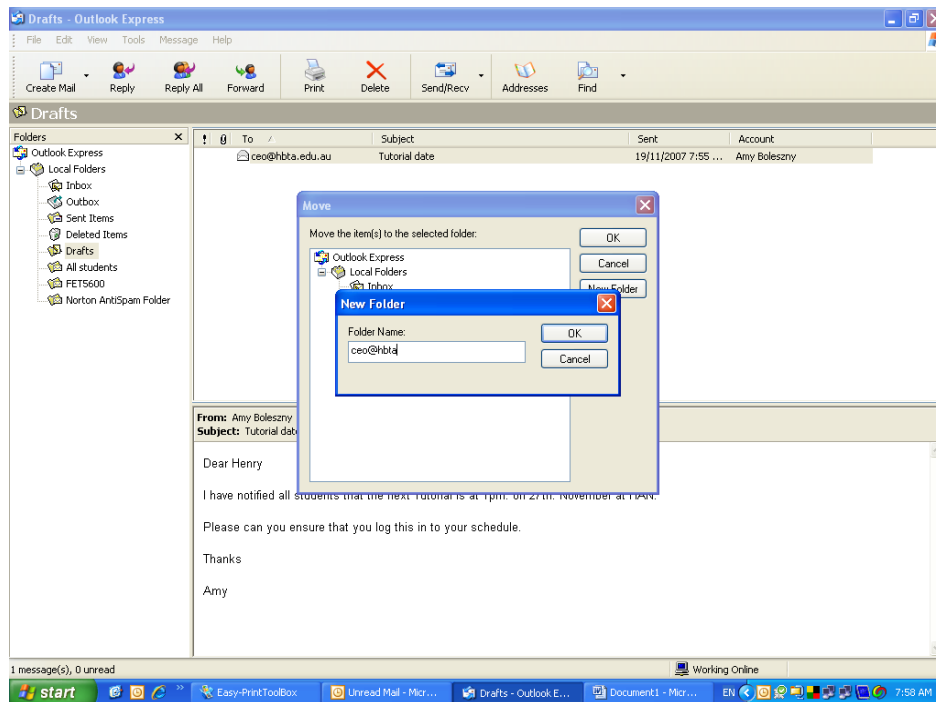 Drafts - Outlook Express
File Edit View Tools Message Help
Create Mail Reply Reply All Forward Print Delete Send/Recv Addresses Find
Drafts
Folders
Outlook Express
Local Folders
Inbox
Outbox
Sent Items
Deleted Items
Drafts
All students
FET5600
Norton AntiSpam Folder
! To Subject Sent Account
ceo@hbta.edu.au Tutorial date 19/11/2007 7:55 ... Amy Boleszny
Move
Move the item(s) to the selected folder:
OK
Cancel
New Folder
Outlook Express
Local Folders
Inbox
New Folder
Folder Name:
ceo@hbta
OK
Cancel
From: Amy Boleszny
Subject: Tutorial date
Dear Henry
I have notified all students that the next Tutorial is at 1pm. on 27th. November at
Please can you ensure that you log this in to your schedule.
Thanks
Amy
1 message(s), 0 unread
Working Online
start Easy-PrintToolBox Unread Mail - Micr... Drafts - Outlook E... Document1 - Micr... EN 7:58 AM